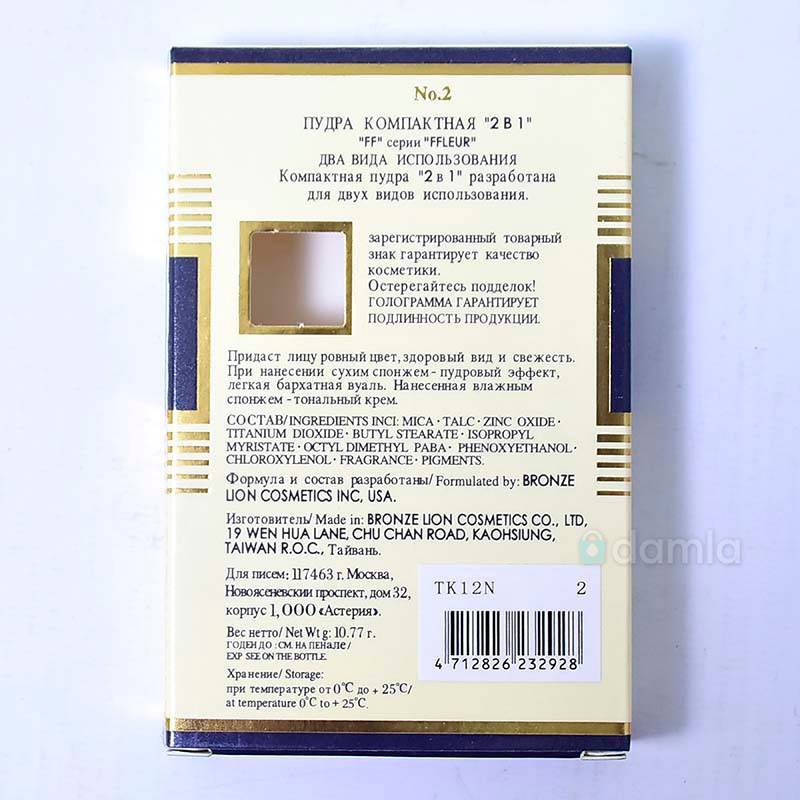 No.2
ПУДРА КОМПАКТНАЯ "2 В 1"
"FF" серии "FFLEUR"
ДВА ВИДА ИСПОЛЬЗОВАНИЯ
Компактная пудра "2 в 1" разработана
для двух видов использования.
зарегистрированный товарный
знак гарантирует качество
косметики.
Остерегайтесь подделок!
ГОЛОГРАММА ГАРАНТИРУЕТ
ПОДЛИННОСТЬ ПРОДУКЦИИ.
Придаст лицу ровный цвет, здоровый вид и свежесть.
При нанесении сухим спонжем - пудровый эффект,
лёгкая бархатная вуаль. Нанесенная влажным
спонжем - тональный крем.
СОСТАВ/INGREDIENTS INCI: MICA · TALC · ZINC OXIDE ·
TITANIUM DIOXIDE · BUTYL STEARATE · ISOPROPYL
MYRISTATE · OCTYL DIMETHYL PABA · PHENOXYETHANOL ·
CHLOROXYLENOL · FRAGRANCE · PIGMENTS.
Формула и состав разработаны/ Formulated by: BRONZE
LION COSMETICS INC, USA.
Изготовитель/ Made in: BRONZE LION COSMETICS CO., LTD,
19 WEN HUA LANE, CHU CHAN ROAD, KAOHSIUNG,
TAIWAN R.O.C., Тайвань.
damla
Для писем: 117463 г. Москва,
Новоясеневский проспект, дом 32,
корпус 1, ООО «Астерия».
TK12N 2
4 712826 232928
Вес нетто/ Net Wt g: 10.77 г.
ГОДЕН ДО : СМ. НА ПЕНАЛЕ/
EXP SEE ON THE BOTTLE.
Хранение/ Storage:
при температуре от 0°C до + 25°C/
at temperature 0°C to + 25°C.